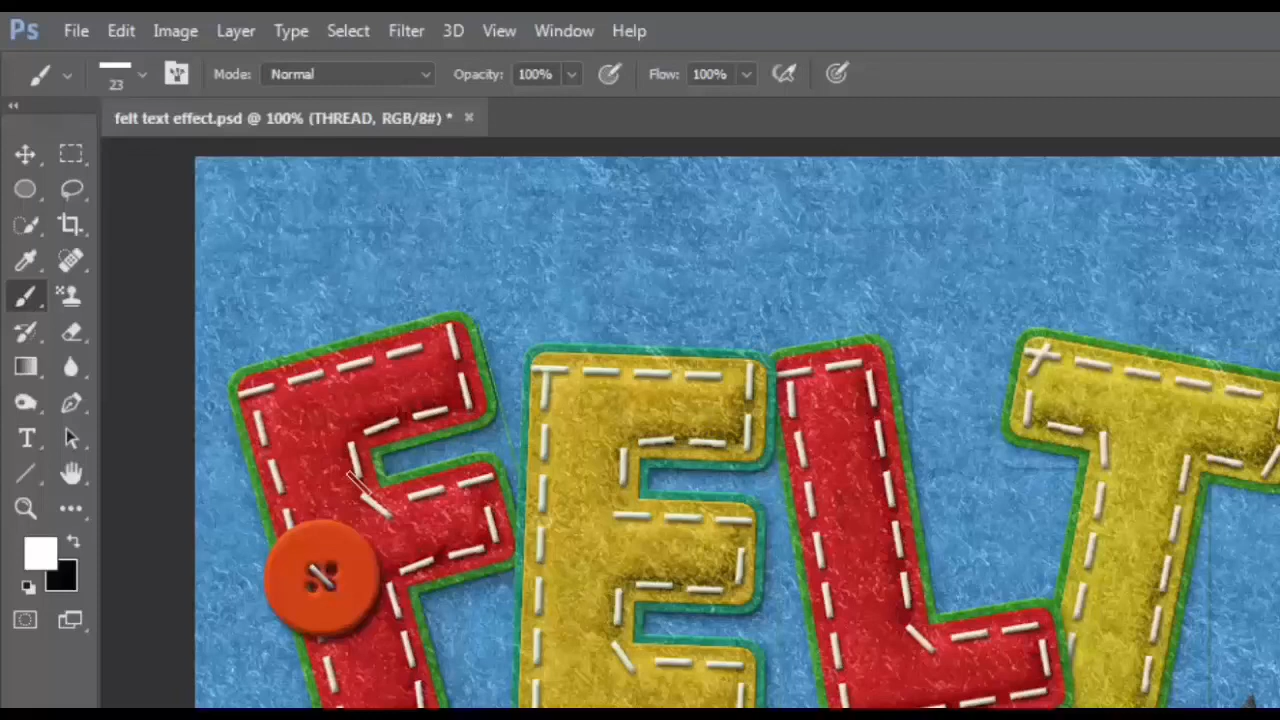 Ps File Edit Image Layer Type Select Filter 3D View Window Help
23 Mode: Normal Opacity: 100% Flow: 100%
felt text effect.psd @ 100% (THREAD, RGB/8#) * ×
FELT